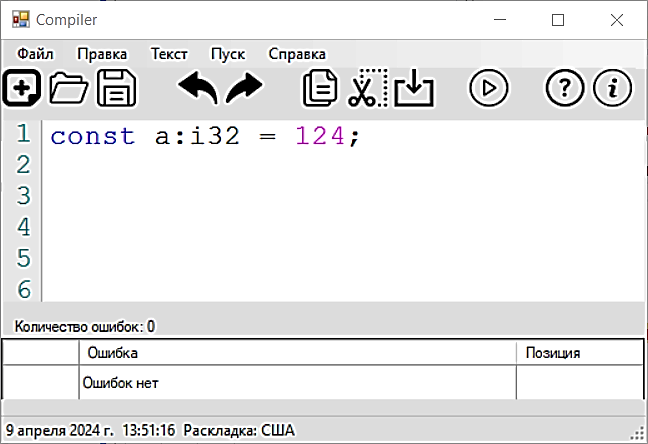 Compiler
Файл Правка Текст Пуск Справка
1 const a:i32 = 124;
2
3
4
5
6
Количество ошибок: 0
Ошибка Позиция
Ошибок нет
9 апреля 2024 г. 13:51:16 Раскладка: США